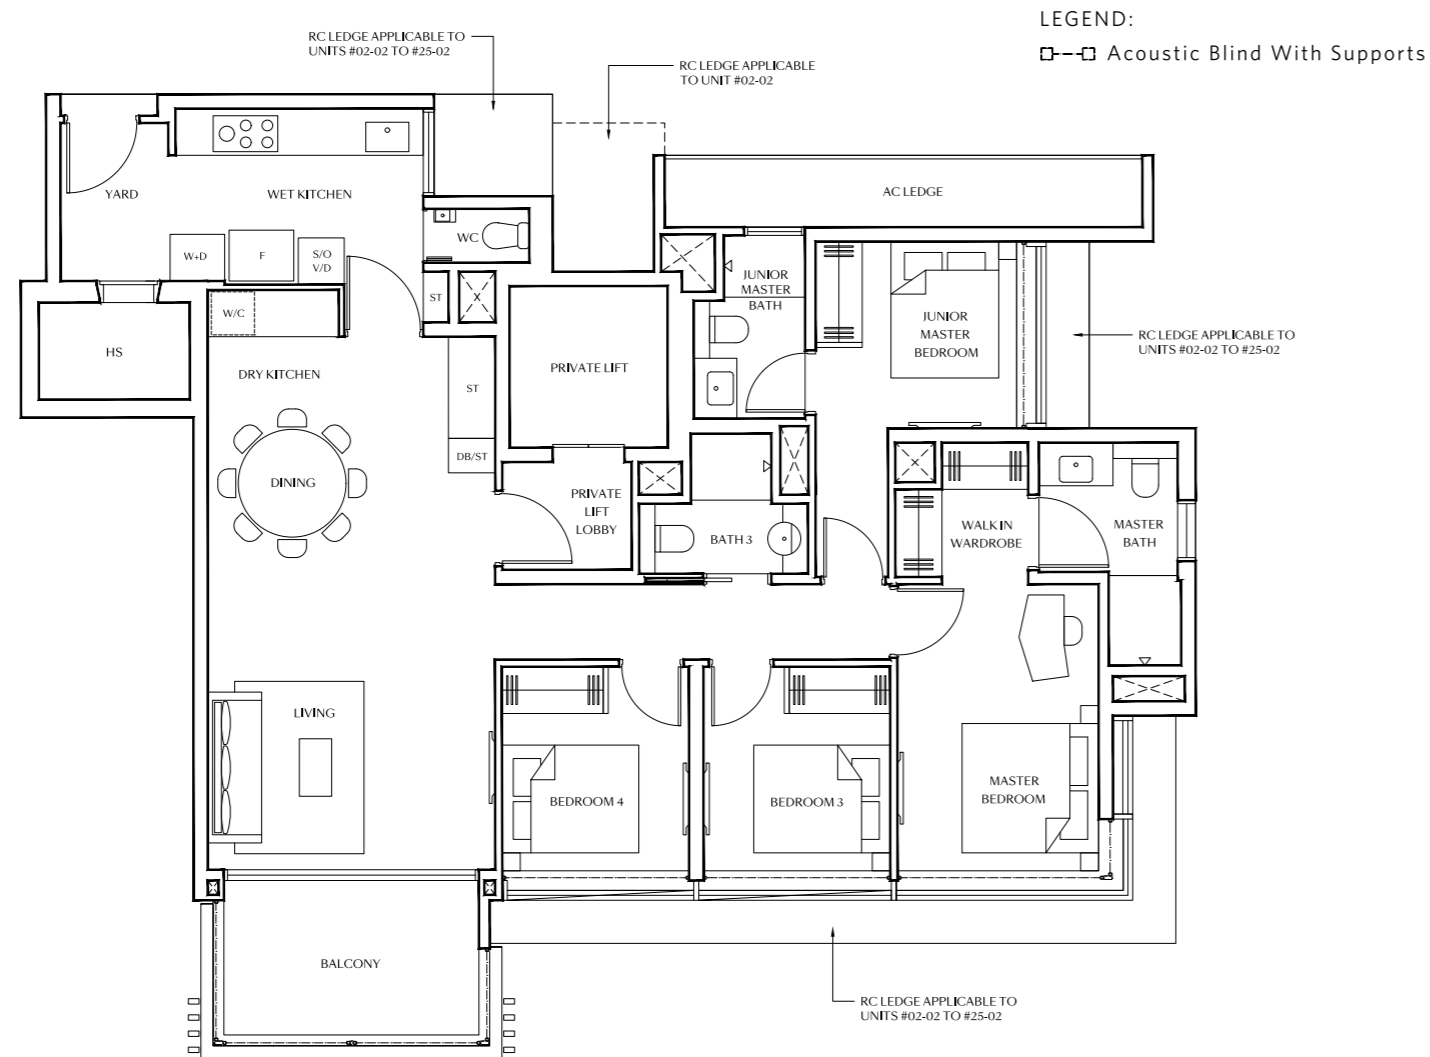 LEGEND:
Acoustic Blind With Supports
RC LEDGE APPLICABLE TO
UNITS #02-02 TO #25-02
RC LEDGE APPLICABLE
TO UNIT #02-02
YARD
WET KITCHEN
AC LEDGE
WC
W+D
F
S/O
V/D
ST
X
JUNIOR
MASTER
BATH
JUNIOR
MASTER
BEDROOM
RC LEDGE APPLICABLE TO
UNITS #02-02 TO #25-02
W/C
HS
DRY KITCHEN
ST
PRIVATE LIFT
DB/ST
DINING
PRIVATE
LIFT
LOBBY
BATH 3
WALK IN
WARDROBE
MASTER
BATH
LIVING
BEDROOM 4
BEDROOM 3
MASTER
BEDROOM
BALCONY
RC LEDGE APPLICABLE TO
UNITS #02-02 TO #25-02